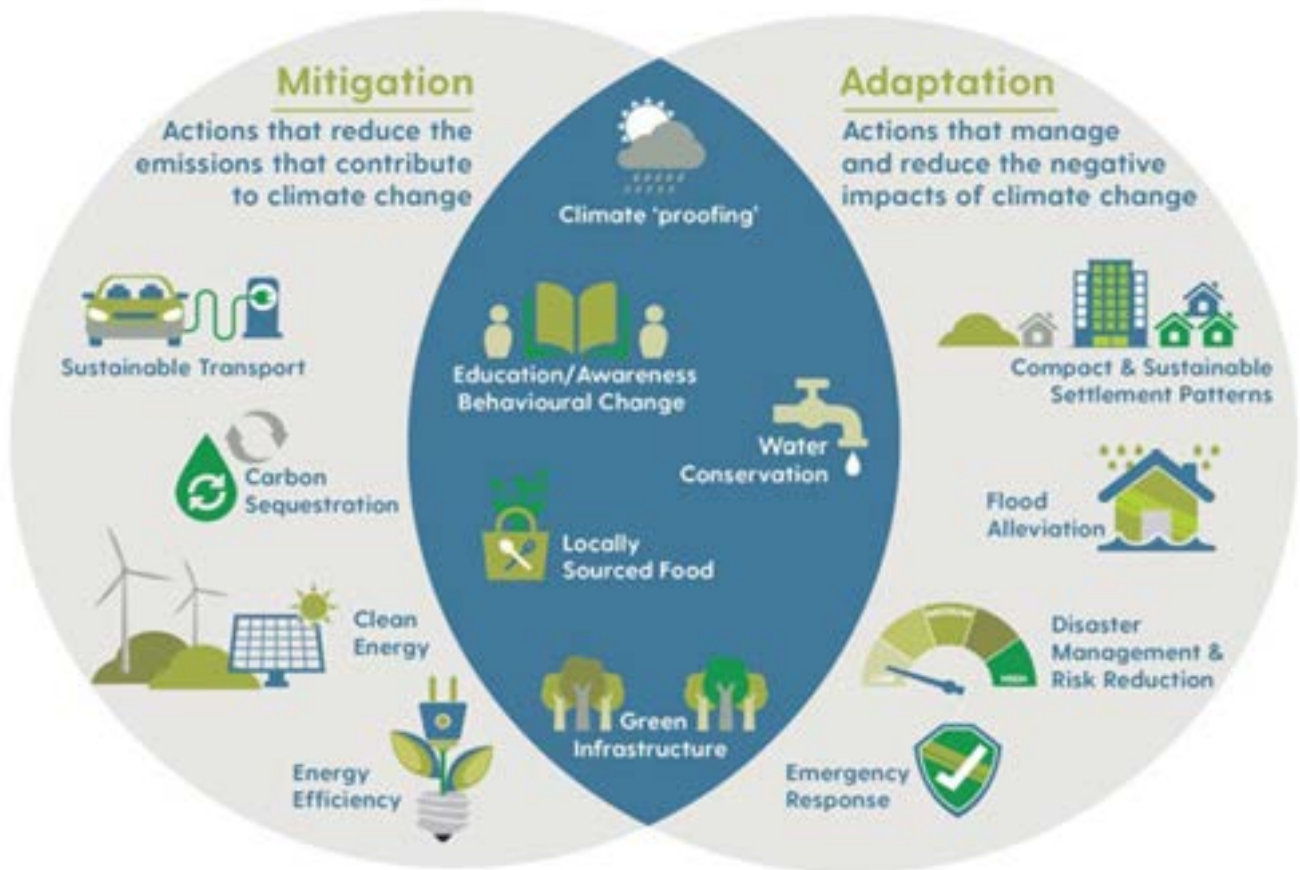 Mitigation
Actions that reduce the
emissions that contribute
to climate change
Sustainable Transport
Carbon
Sequestration
Clean
Energy
Energy
Efficiency
Climate 'proofing'
Education/Awareness
Behavioural Change
Water
Conservation
Locally
Sourced Food
Green
Infrastructure
Adaptation
Actions that manage
and reduce the negative
impacts of climate change
Compact & Sustainable
Settlement Patterns
Flood
Alleviation
Disaster
Management &
Risk Reduction
Emergency
Response